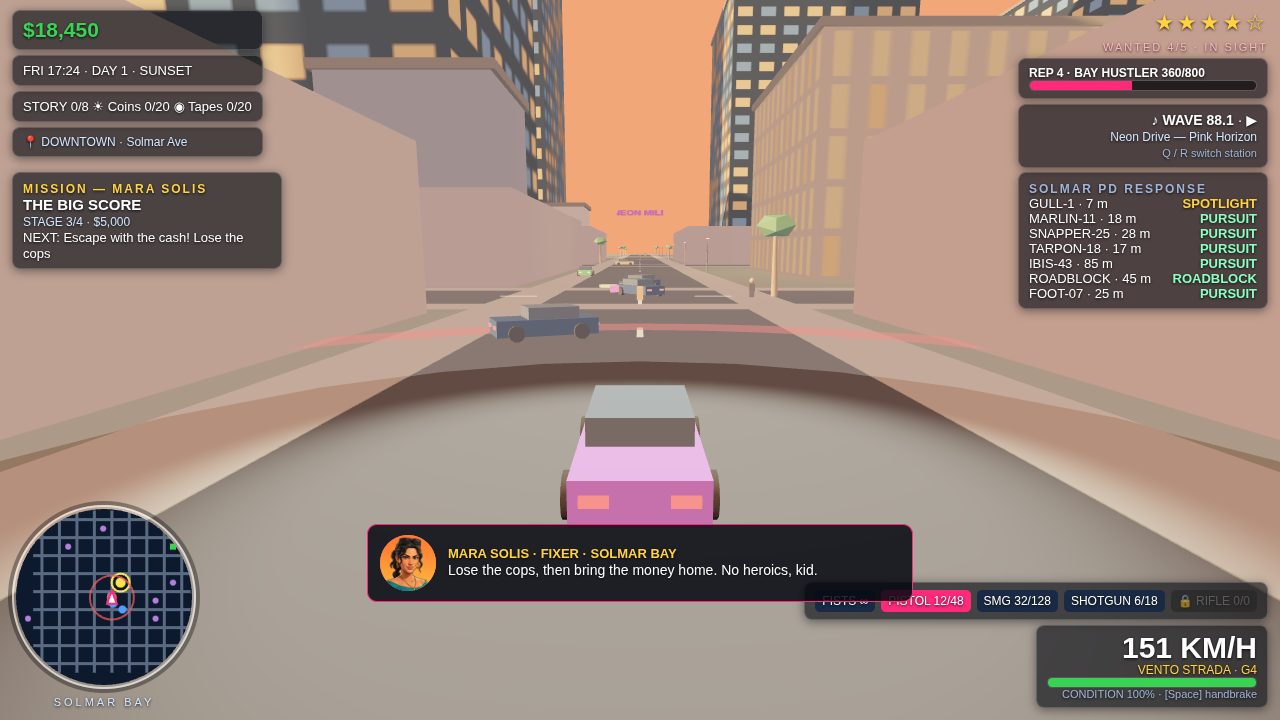 $18,450
FRI 17:24 · DAY 1 · SUNSET
STORY 0/8 ☀ Coins 0/20 ◉ Tapes 0/20
📍 DOWNTOWN · Solmar Ave
MISSION — MARA SOLIS
THE BIG SCORE
STAGE 3/4 · $5,000
NEXT: Escape with the cash! Lose the
cops
★ ★ ★ ★ ☆
WANTED 4/5 · IN SIGHT
REP 4 · BAY HUSTLER 360/800
♪ WAVE 88.1 · ▶
Neon Drive — Pink Horizon
Q / R switch station
SOLMAR PD RESPONSE
GULL-1 · 7 m SPOTLIGHT
MARLIN-11 · 18 m PURSUIT
SNAPPER-25 · 28 m PURSUIT
TARPON-18 · 17 m PURSUIT
IBIS-43 · 85 m PURSUIT
ROADBLOCK · 45 m ROADBLOCK
FOOT-07 · 25 m PURSUIT
MARA SOLIS · FIXER · SOLMAR BAY
Lose the cops, then bring the money home. No heroics, kid.
FISTS ∞ PISTOL 12/48 SMG 32/128 SHOTGUN 6/18 🔒 RIFLE 0/0
151 KM/H
VENTO STRADA · G4
CONDITION 100% · [Space] handbrake
SOLMAR BAY